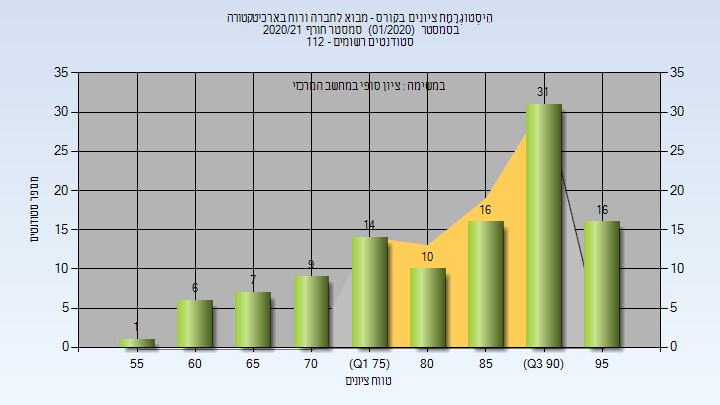 הִיסטוגְרַמַת ציונים בקורס - מבוא לחברה ורוח בארכיטקטורה
בסמסטר (01/2020) סמסטר חורף 2020/21
סטודנטים רשומים - 112
במשימה : ציון סופי במחשב המרכזי
35 35
30 30
25 25
20 20
15 15
10 10
5 5
0 0
1 6 7 9 14 10 16 31 16
מספר סטודנטים
55 60 65 70 (Q1 75) 80 85 (Q3 90) 95
טווח ציונים